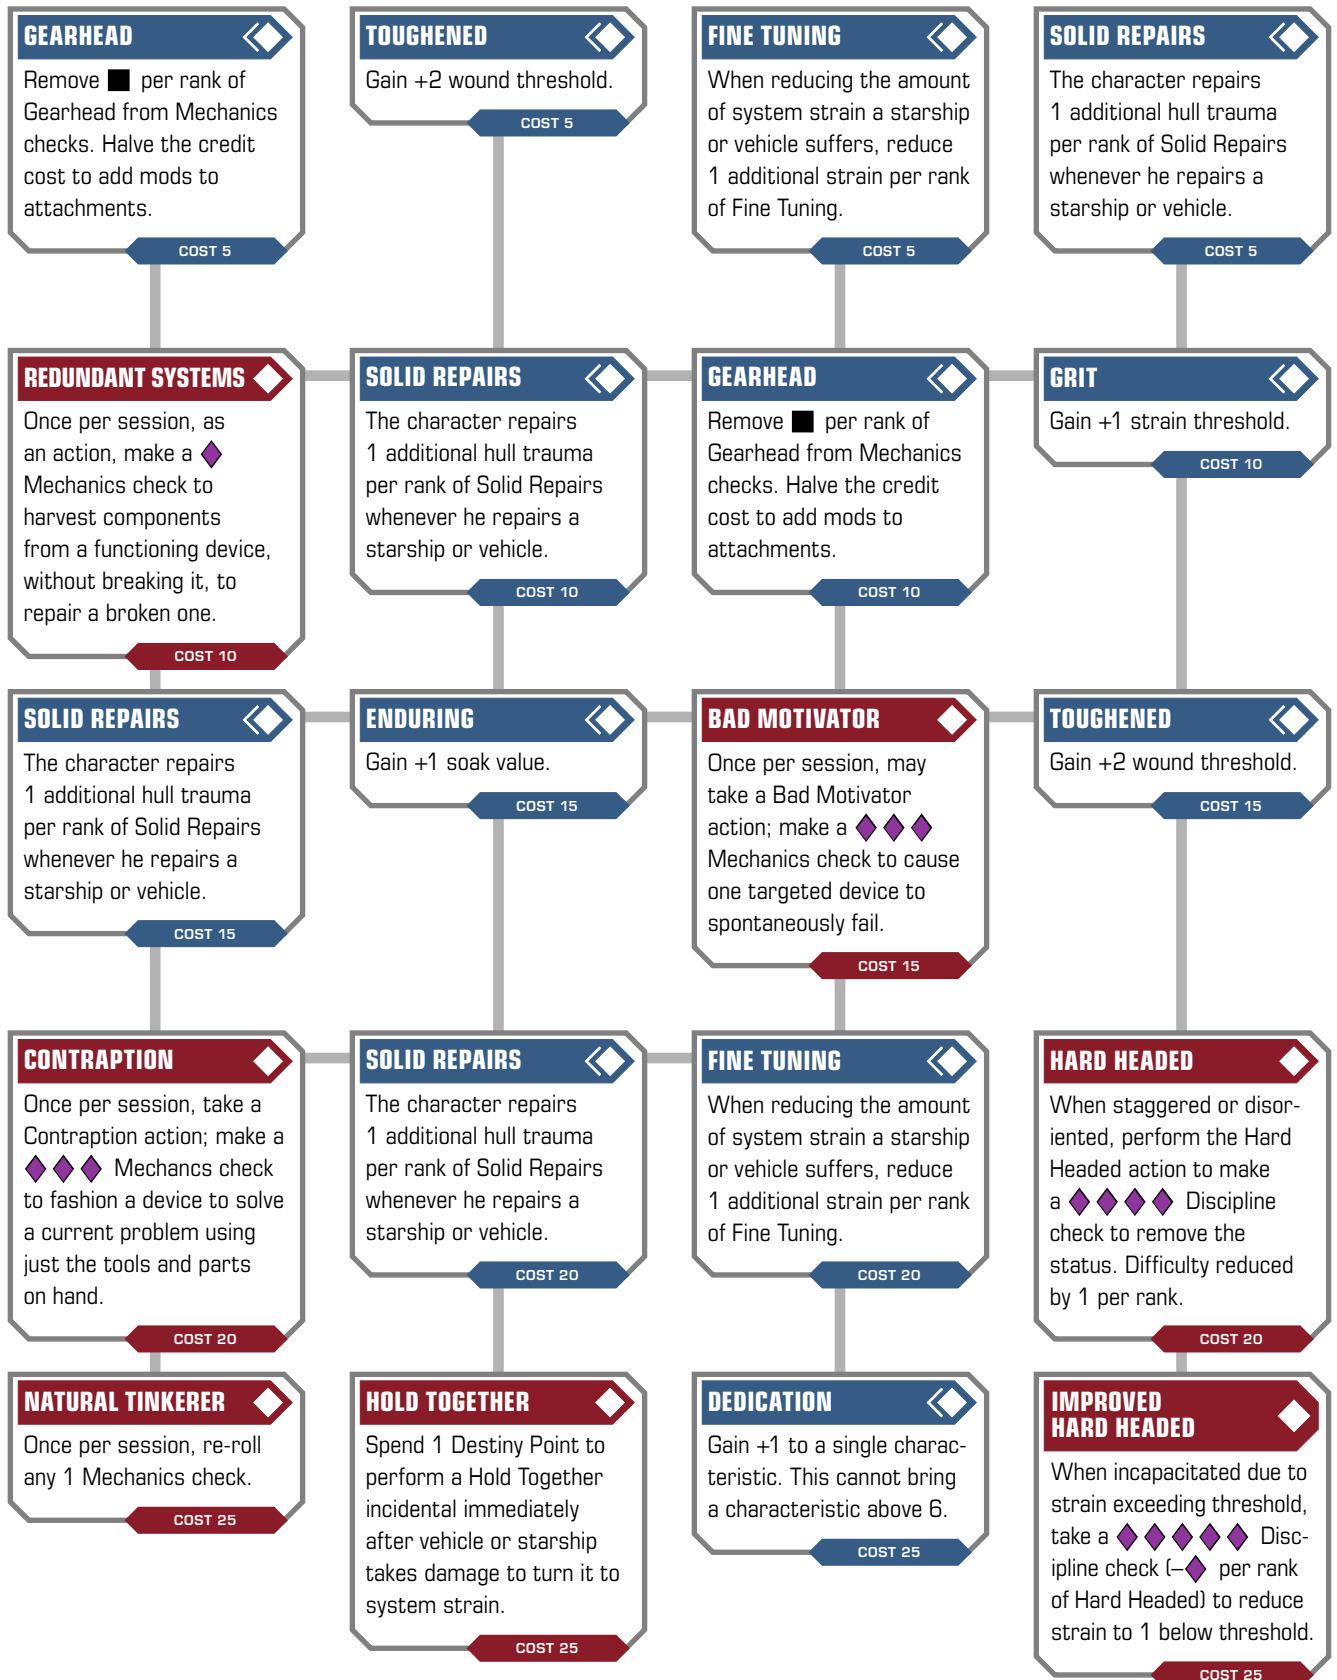 GEARHEAD
Remove per rank of
Gearhead from Mechanics
checks. Halve the credit
cost to add mods to
attachments.
COST 5
TOUGHENED
Gain +2 wound threshold.
COST 5
FINE TUNING
When reducing the amount
of system strain a starship
or vehicle suffers, reduce
1 additional strain per rank
of Fine Tuning.
COST 5
SOLID REPAIRS
The character repairs
1 additional hull trauma
per rank of Solid Repairs
whenever he repairs a
starship or vehicle.
COST 5
REDUNDANT SYSTEMS
Once per session, as
an action, make a
Mechanics check to
harvest components
from a functioning device,
without breaking it, to
repair a broken one.
COST 10
SOLID REPAIRS
The character repairs
1 additional hull trauma
per rank of Solid Repairs
whenever he repairs a
starship or vehicle.
COST 10
GEARHEAD
Remove per rank of
Gearhead from Mechanics
checks. Halve the credit
cost to add mods to
attachments.
COST 10
GRIT
Gain +1 strain threshold.
COST 10
SOLID REPAIRS
The character repairs
1 additional hull trauma
per rank of Solid Repairs
whenever he repairs a
starship or vehicle.
COST 15
ENDURING
Gain +1 soak value.
COST 15
BAD MOTIVATOR
Once per session, may
take a Bad Motivator
action; make a
Mechanics check to cause
one targeted device to
spontaneously fail.
COST 15
TOUGHENED
Gain +2 wound threshold.
COST 15
CONTRAPTION
Once per session, take a
Contraption action; make a
Mechancs check
to fashion a device to solve
a current problem using
just the tools and parts
on hand.
COST 20
SOLID REPAIRS
The character repairs
1 additional hull trauma
per rank of Solid Repairs
whenever he repairs a
starship or vehicle.
COST 20
FINE TUNING
When reducing the amount
of system strain a starship
or vehicle suffers, reduce
1 additional strain per rank
of Fine Tuning.
COST 20
HARD HEADED
When staggered or disor-
iented, perform the Hard
Headed action to make
a Discipline
check to remove the
status. Difficulty reduced
by 1 per rank.
COST 20
NATURAL TINKERER
Once per session, re-roll
any 1 Mechanics check.
COST 25
HOLD TOGETHER
Spend 1 Destiny Point to
perform a Hold Together
incidental immediately
after vehicle or starship
takes damage to turn it to
system strain.
COST 25
DEDICATION
Gain +1 to a single charac-
teristic. This cannot bring
a characteristic above 6.
COST 25
IMPROVED
HARD HEADED
When incapacitated due to
strain exceeding threshold,
take a Disc-
ipline check (– per rank
of Hard Headed) to reduce
strain to 1 below threshold.
COST 25